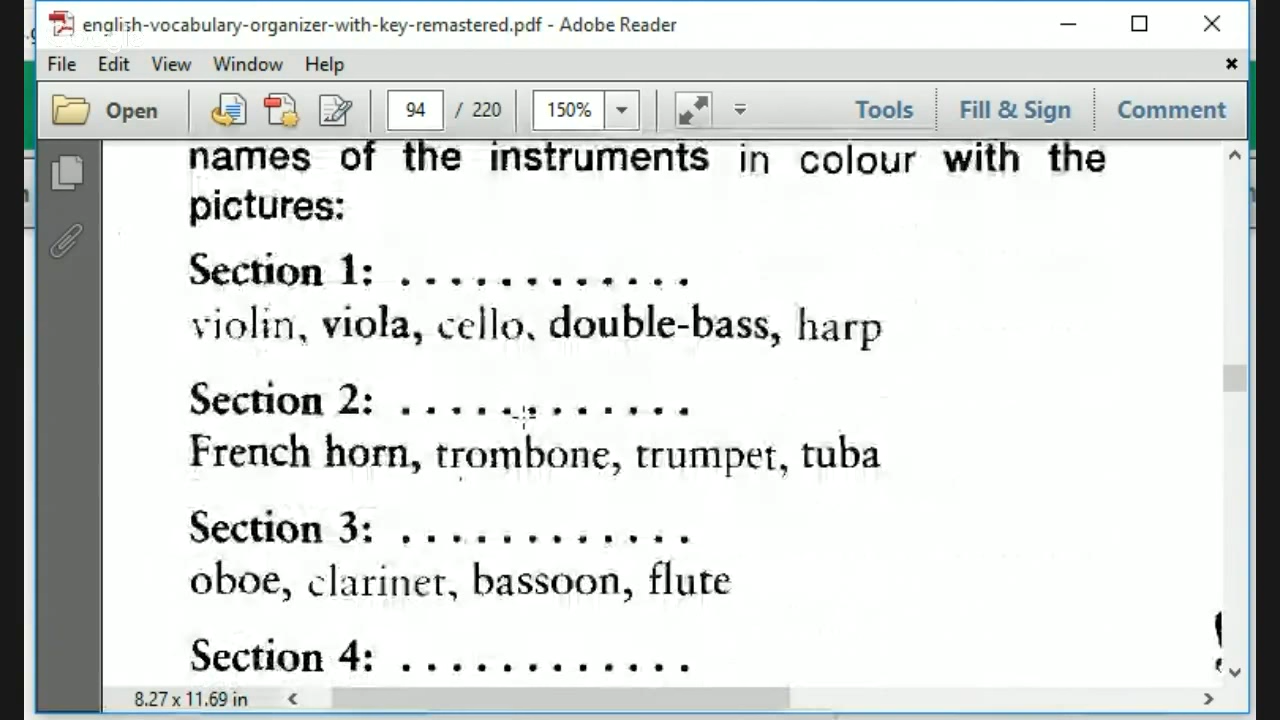 english-vocabulary-organizer-with-key-remastered.pdf - Adobe Reader
File Edit View Window Help
Open 94 / 220 150% Tools Fill & Sign Comment
names of the instruments in colour with the
pictures:
Section 1: . . . . . . . . . . . .
violin, viola, cello, double-bass, harp
Section 2: . . . . . . . . . . . .
French horn, trombone, trumpet, tuba
Section 3: . . . . . . . . . . . .
oboe, clarinet, bassoon, flute
Section 4: . . . . . . . . . . . .
8.27 x 11.69 in